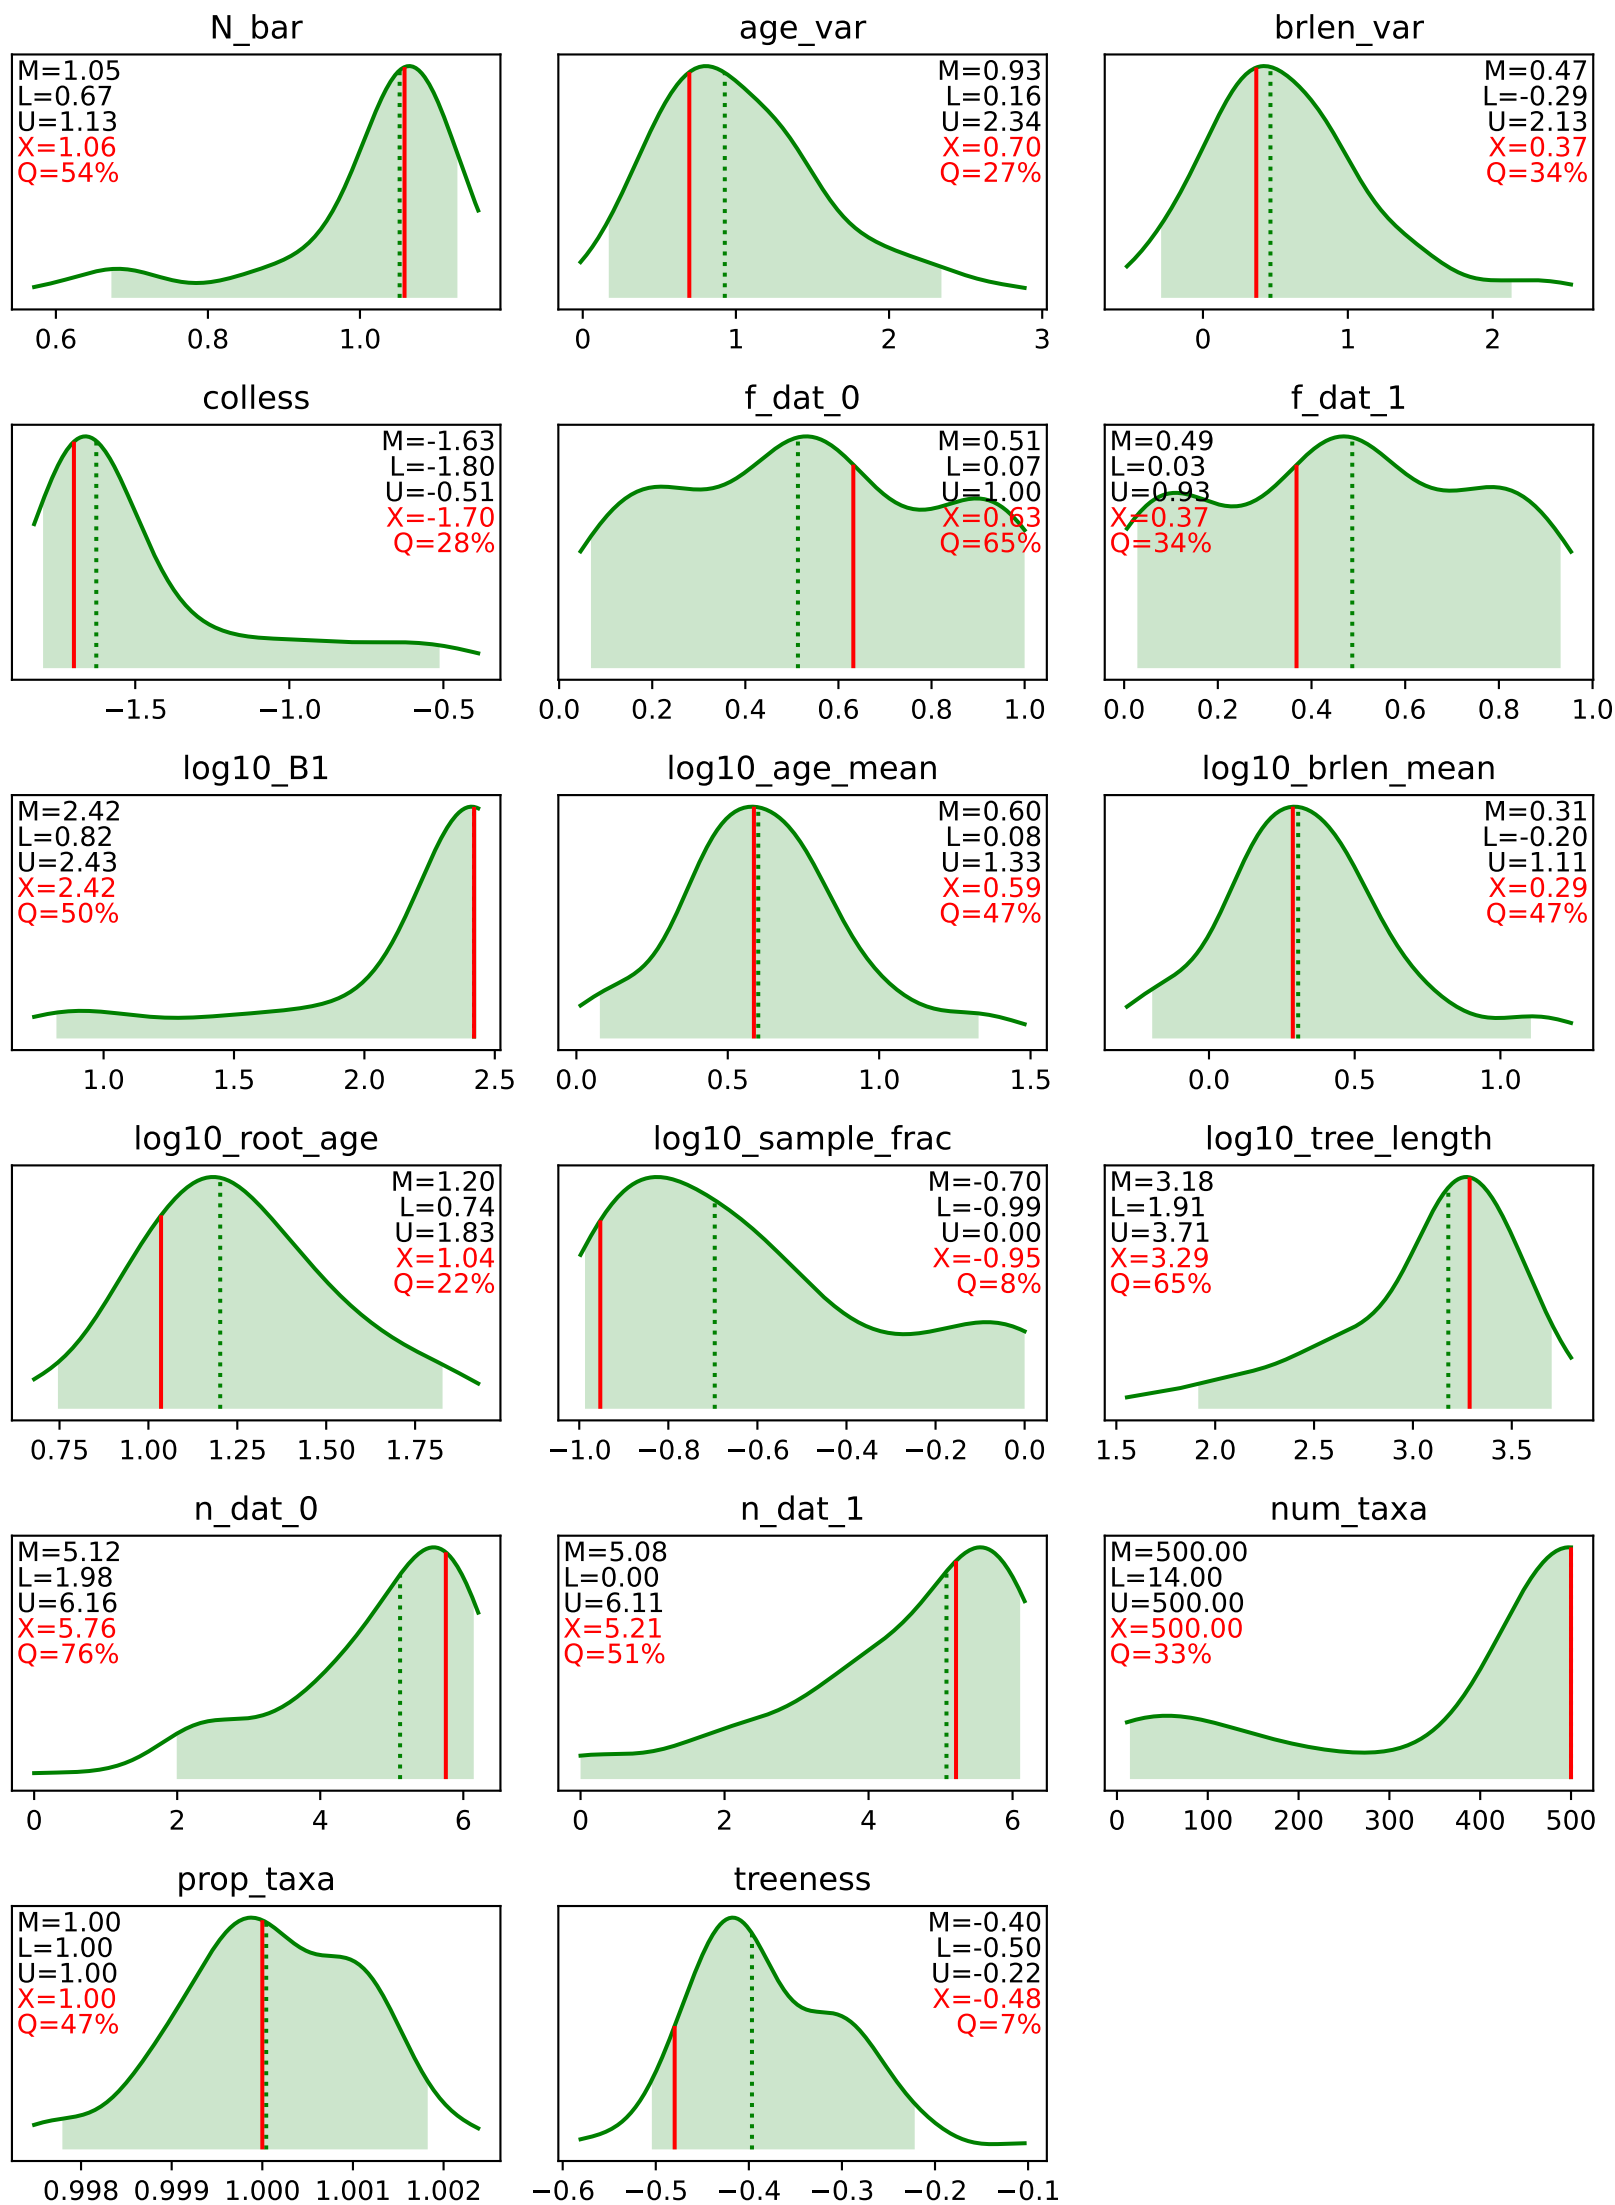 N_bar
M=1.05
L=0.67
U=1.13
X=1.06
Q=54%
0.6 0.8 1.0
age_var
M=0.93
L=0.16
U=2.34
X=0.70
Q=27%
0 1 2 3
brlen_var
M=0.47
L=-0.29
U=2.13
X=0.37
Q=34%
0 1 2
colless
M=-1.63
L=-1.80
U=-0.51
X=-1.70
Q=28%
−1.5 −1.0 −0.5
f_dat_0
M=0.51
L=0.07
U=1.00
X=0.63
Q=65%
0.0 0.2 0.4 0.6 0.8 1.0
f_dat_1
M=0.49
L=0.03
U=0.93
X=0.37
Q=34%
0.0 0.2 0.4 0.6 0.8 1.0
log10_B1
M=2.42
L=0.82
U=2.43
X=2.42
Q=50%
1.0 1.5 2.0 2.5
log10_age_mean
M=0.60
L=0.08
U=1.33
X=0.59
Q=47%
0.0 0.5 1.0 1.5
log10_brlen_mean
M=0.31
L=-0.20
U=1.11
X=0.29
Q=47%
0.0 0.5 1.0
log10_root_age
M=1.20
L=0.74
U=1.83
X=1.04
Q=22%
0.75 1.00 1.25 1.50 1.75
log10_sample_frac
M=-0.70
L=-0.99
U=0.00
X=-0.95
Q=8%
−1.0 −0.8 −0.6 −0.4 −0.2 0.0
log10_tree_length
M=3.18
L=1.91
U=3.71
X=3.29
Q=65%
1.5 2.0 2.5 3.0 3.5
n_dat_0
M=5.12
L=1.98
U=6.16
X=5.76
Q=76%
0 2 4 6
n_dat_1
M=5.08
L=0.00
U=6.11
X=5.21
Q=51%
0 2 4 6
num_taxa
M=500.00
L=14.00
U=500.00
X=500.00
Q=33%
0 100 200 300 400 500
prop_taxa
M=1.00
L=1.00
U=1.00
X=1.00
Q=47%
0.998 0.999 1.000 1.001 1.002
treeness
M=-0.40
L=-0.50
U=-0.22
X=-0.48
Q=7%
−0.6 −0.5 −0.4 −0.3 −0.2 −0.1